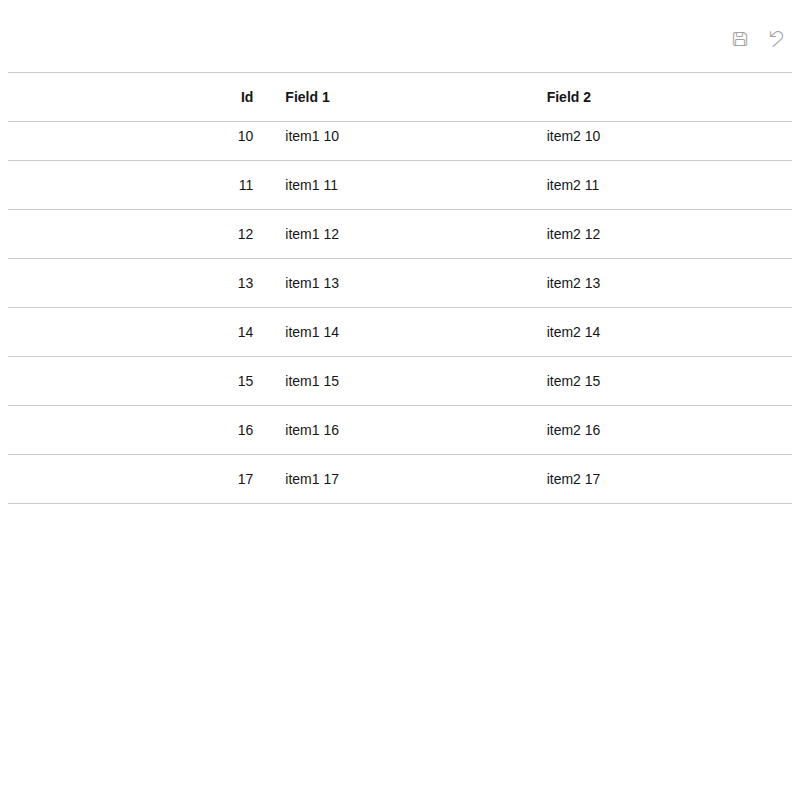 Id Field 1 Field 2
10 item1 10 item2 10
11 item1 11 item2 11
12 item1 12 item2 12
13 item1 13 item2 13
14 item1 14 item2 14
15 item1 15 item2 15
16 item1 16 item2 16
17 item1 17 item2 17